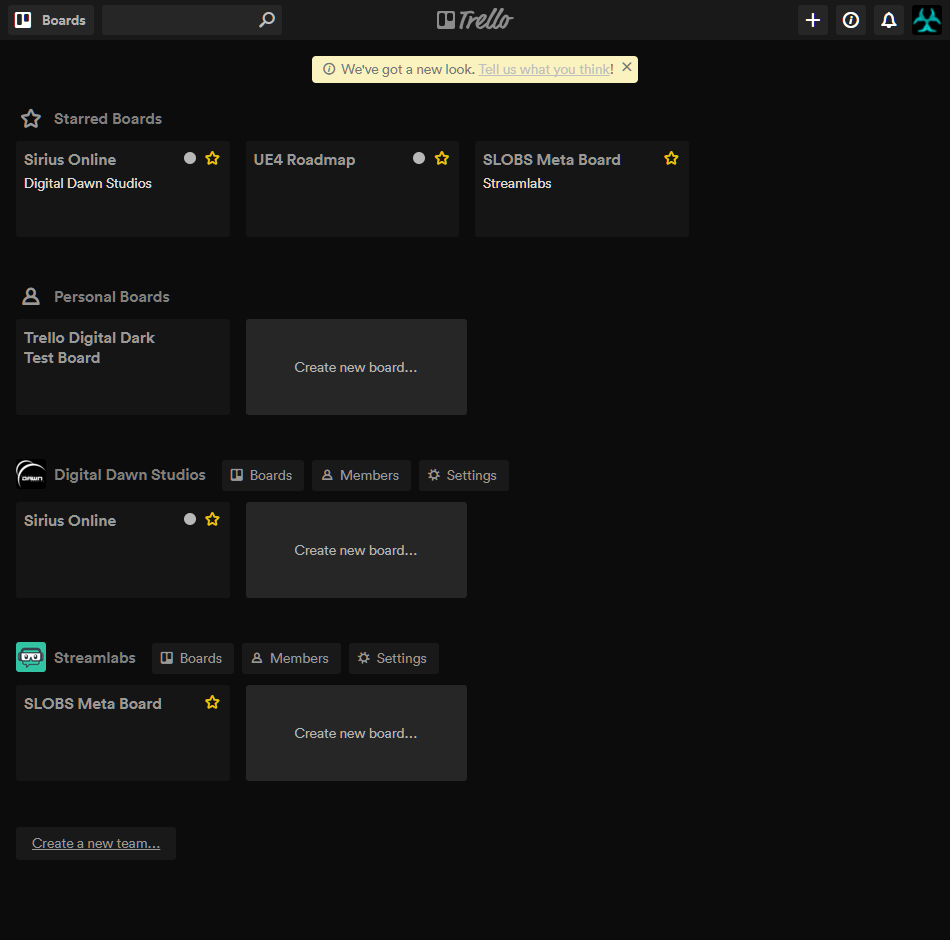 Boards
Trello
We've got a new look. Tell us what you think!
Starred Boards
Sirius Online
Digital Dawn Studios
UE4 Roadmap
SLOBS Meta Board
Streamlabs
Personal Boards
Trello Digital Dark
Test Board
Create new board...
DAWN
Digital Dawn Studios
Boards
Members
Settings
Sirius Online
Create new board...
Streamlabs
Boards
Members
Settings
SLOBS Meta Board
Create new board...
Create a new team...